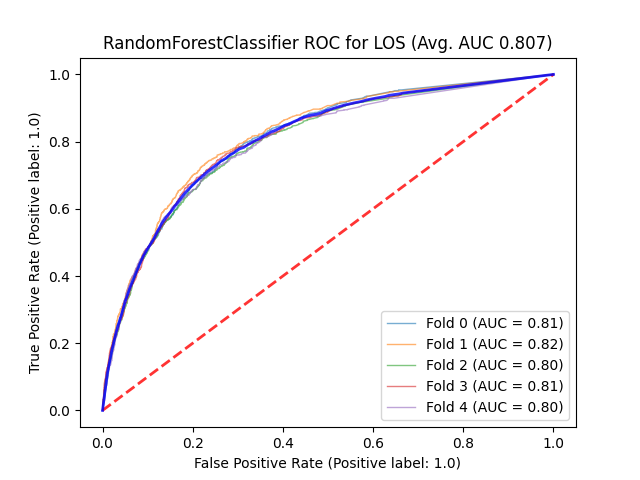 RandomForestClassifier ROC for LOS (Avg. AUC 0.807)
True Positive Rate (Positive label: 1.0)
1.0
0.8
0.6
0.4
0.2
0.0
Fold 0 (AUC = 0.81)
Fold 1 (AUC = 0.82)
Fold 2 (AUC = 0.80)
Fold 3 (AUC = 0.81)
Fold 4 (AUC = 0.80)
0.0 0.2 0.4 0.6 0.8 1.0
False Positive Rate (Positive label: 1.0)